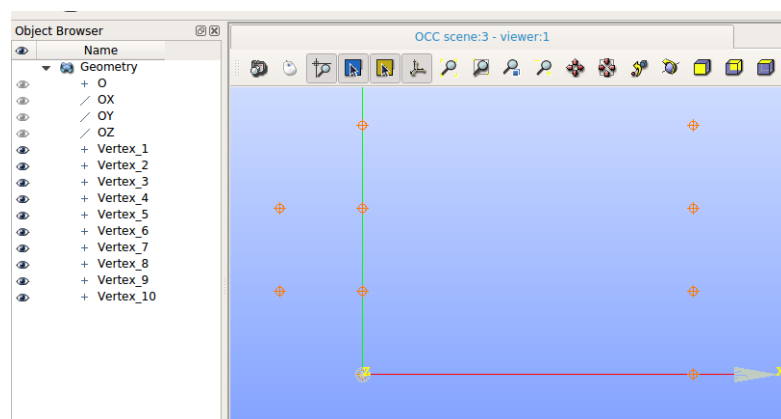 Object Browser
Name
Geometry
O
OX
OY
OZ
Vertex_1
Vertex_2
Vertex_3
Vertex_4
Vertex_5
Vertex_6
Vertex_7
Vertex_8
Vertex_9
Vertex_10
OCC scene:3 - viewer:1